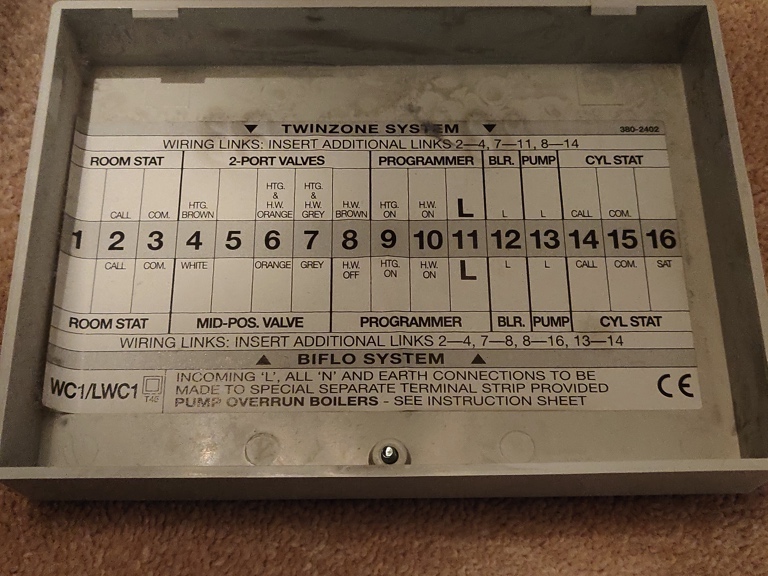 ▼ TWINZONE SYSTEM ▼ 380-2402
WIRING LINKS: INSERT ADDITIONAL LINKS 2—4, 7—11, 8—14
ROOM STAT 2-PORT VALVES PROGRAMMER BLR. PUMP CYL STAT
CALL COM. HTG. BROWN HTG. & H.W. ORANGE HTG. & H.W. GREY H.W. BROWN HTG. ON H.W. ON L L L CALL COM.
1 2 3 4 5 6 7 8 9 10 11 12 13 14 15 16
CALL COM. WHITE ORANGE GREY H.W. OFF HTG. ON H.W. ON L L L CALL COM. SAT
ROOM STAT MID-POS. VALVE PROGRAMMER BLR. PUMP CYL STAT
WIRING LINKS: INSERT ADDITIONAL LINKS 2—4, 7—8, 8—16, 13—14
▲ BIFLO SYSTEM ▲
WC1/LWC1 T45 INCOMING 'L', ALL 'N' AND EARTH CONNECTIONS TO BE
MADE TO SPECIAL SEPARATE TERMINAL STRIP PROVIDED
PUMP OVERRUN BOILERS - SEE INSTRUCTION SHEET CE